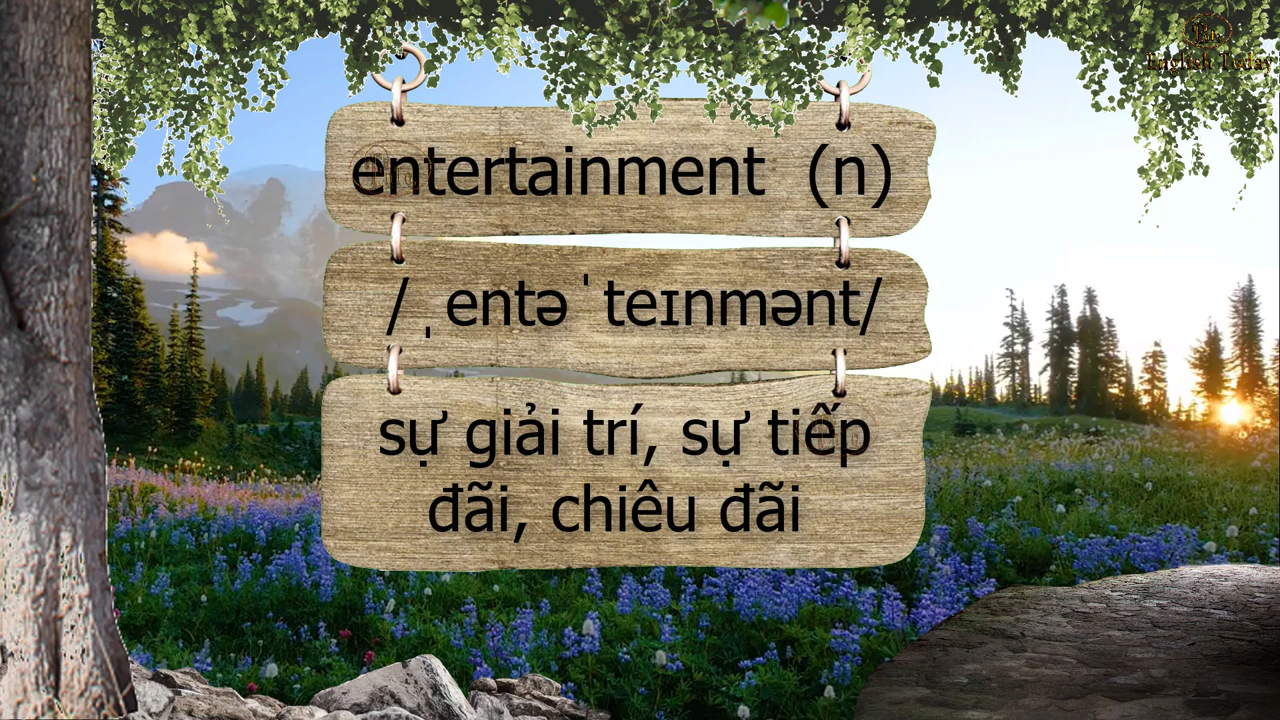 English Today
entertainment (n)
/ˌentəˈteɪnmənt/
sự giải trí, sự tiếp
đãi, chiêu đãi